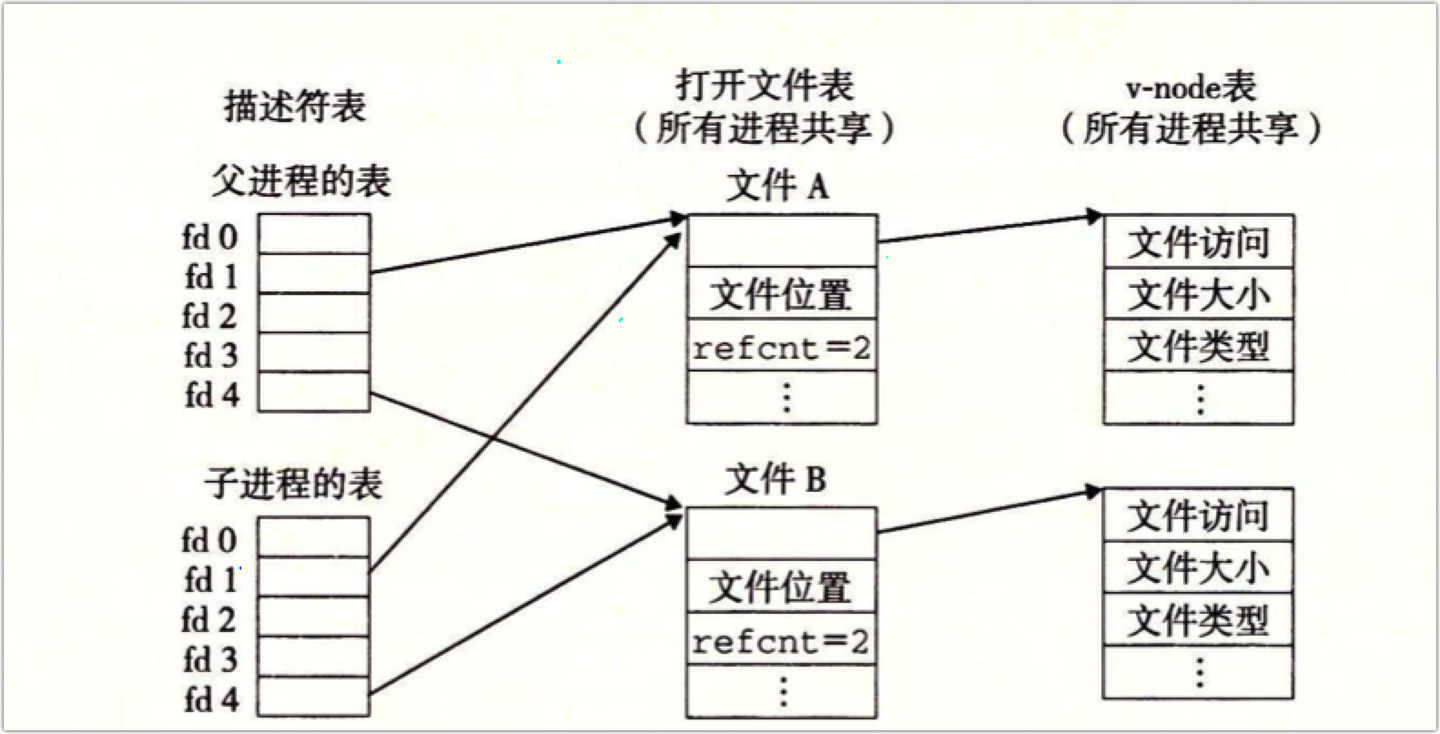 描述符表
打开文件表
(所有进程共享)
v-node表
(所有进程共享)
父进程的表
fd 0
fd 1
fd 2
fd 3
fd 4
文件 A
文件位置
refcnt=2
⋮
文件访问
文件大小
文件类型
⋮
子进程的表
fd 0
fd 1
fd 2
fd 3
fd 4
文件 B
文件位置
refcnt=2
⋮
文件访问
文件大小
文件类型
⋮